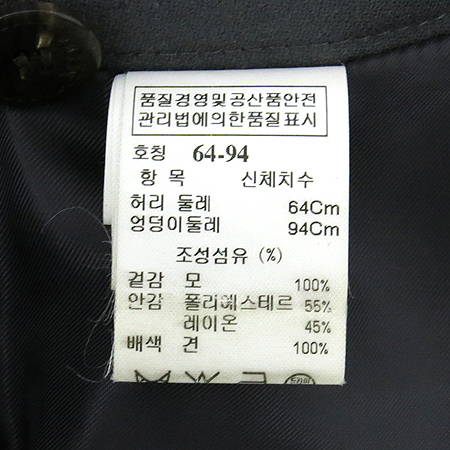 품질경영및공산품안전
관리법에의한품질표시
호칭 64-94
항 목 신체치수
허리 둘레 64Cm
엉덩이둘레 94Cm
조성섬유 (%)
겉감 모 100%
안감 폴리에스테르 55%
레이온 45%
배색 견 100%
드라이